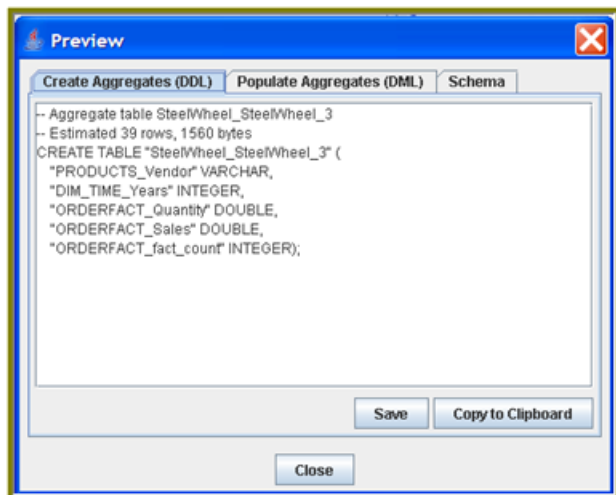 Preview
Create Aggregates (DDL) Populate Aggregates (DML) Schema
-- Aggregate table SteelWheel_SteelWheel_3
-- Estimated 39 rows, 1560 bytes
CREATE TABLE "SteelWheel_SteelWheel_3" (
"PRODUCTS_Vendor" VARCHAR,
"DIM_TIME_Years" INTEGER,
"ORDERFACT_Quantity" DOUBLE,
"ORDERFACT_Sales" DOUBLE,
"ORDERFACT_fact_count" INTEGER);
Save Copy to Clipboard
Close